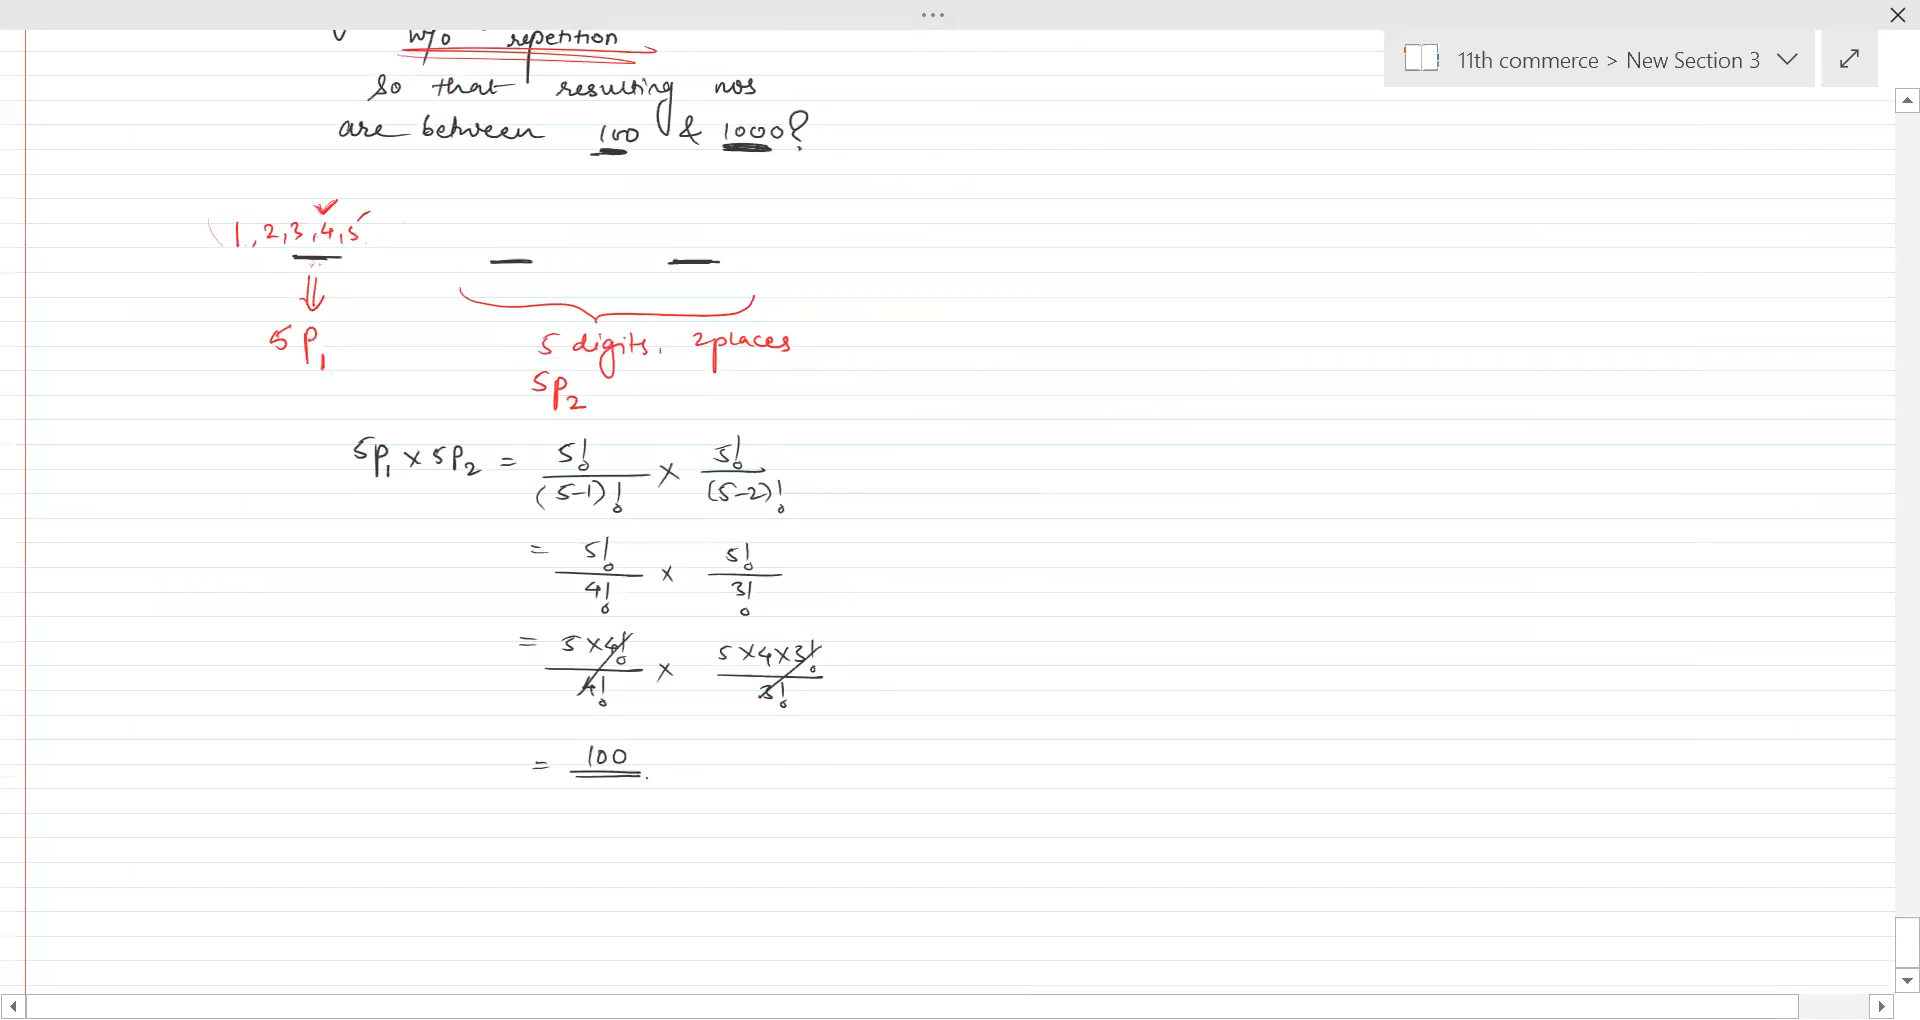 w/o repetition
so that resulting nos
are between 100 & 1000?
11th commerce > New Section 3
1, 2, 3, 4, 5
5P₁
5 digits, 2places
5P₂
5P₁ × 5P₂ = 5!/(5-1)! × 5!/(5-2)!
= 5!/4! × 5!/3!
= 5×4!/4! × 5×4×3!/3!
= 100.